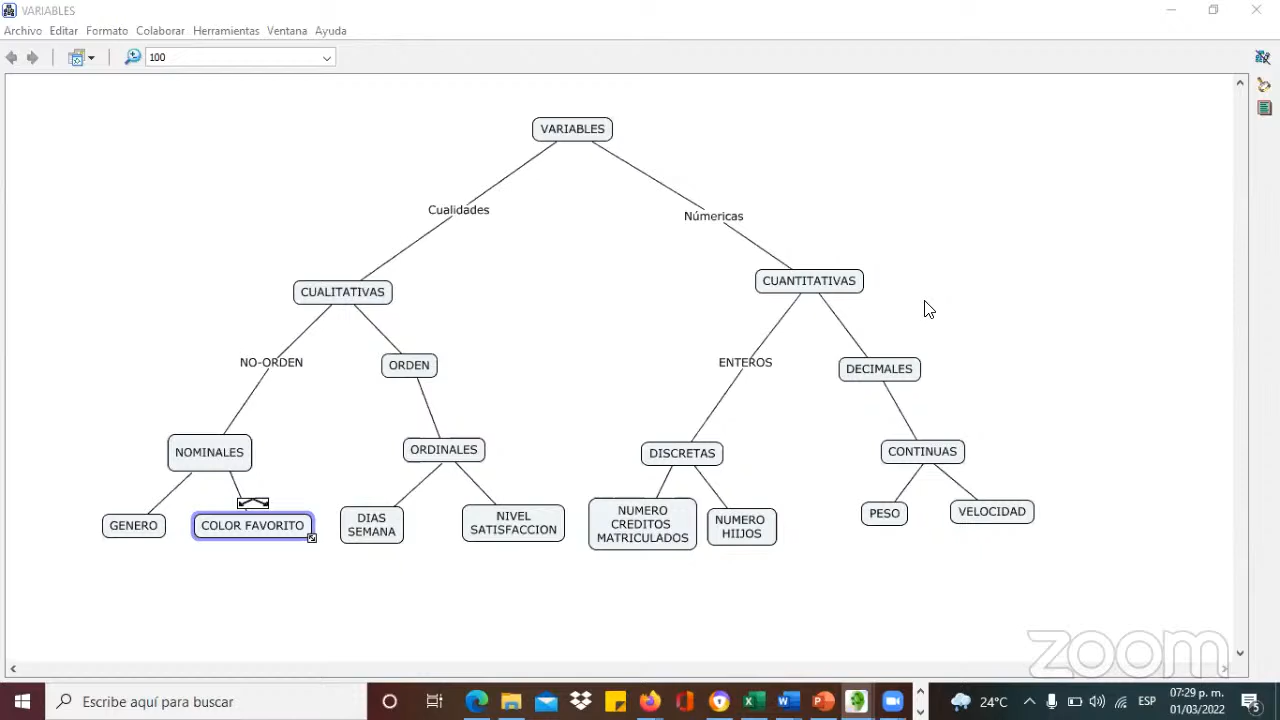 VARIABLES
Archivo Editar Formato Colaborar Herramientas Ventana Ayuda
100
VARIABLES
Cualidades
Númericas
CUALITATIVAS
CUANTITATIVAS
NO-ORDEN
ORDEN
ENTEROS
DECIMALES
NOMINALES
ORDINALES
DISCRETAS
CONTINUAS
GENERO
COLOR FAVORITO
DIAS
SEMANA
NIVEL
SATISFACCION
NUMERO
CREDITOS
MATRICULADOS
NUMERO
HIIJOS
PESO
VELOCIDAD
zoom
Escribe aquí para buscar
24°C
ESP
07:29 p. m.
01/03/2022
5